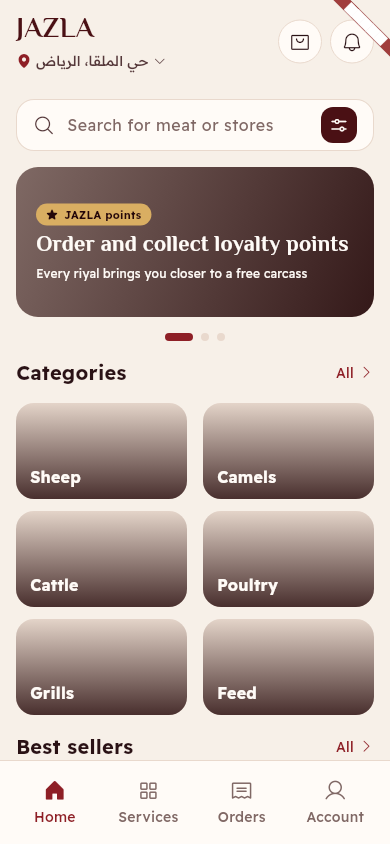 JAZLA
حي الملقا، الرياض
Search for meat or stores
JAZLA points
Order and collect loyalty points
Every riyal brings you closer to a free carcass
Categories
All
Sheep
Camels
Cattle
Poultry
Grills
Feed
Best sellers
All
Home
Services
Orders
Account